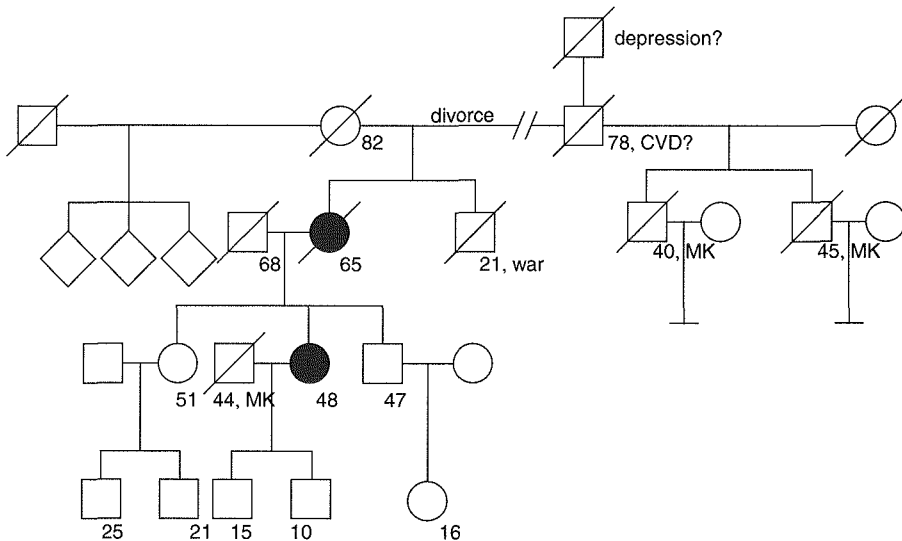 depression?
divorce
82
78, CVD?
68
65
21, war
40, MK
45, MK
51
44, MK
48
47
25
21
15
10
16